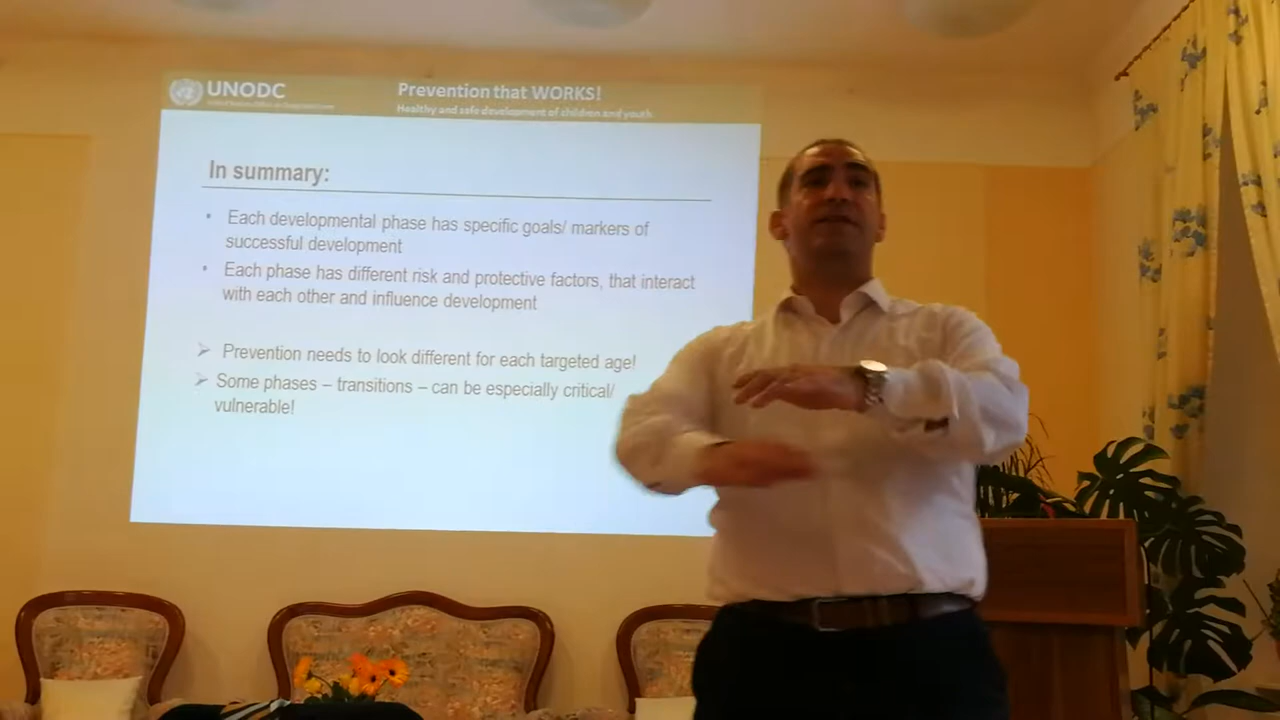 UNODC
Prevention that WORKS!
Healthy and safe development of children and youth
In summary:
• Each developmental phase has specific goals/ markers of
successful development
• Each phase has different risk and protective factors, that interact
with each other and influence development
➢ Prevention needs to look different for each targeted age!
➢ Some phases – transitions – can be especially critical/
vulnerable!